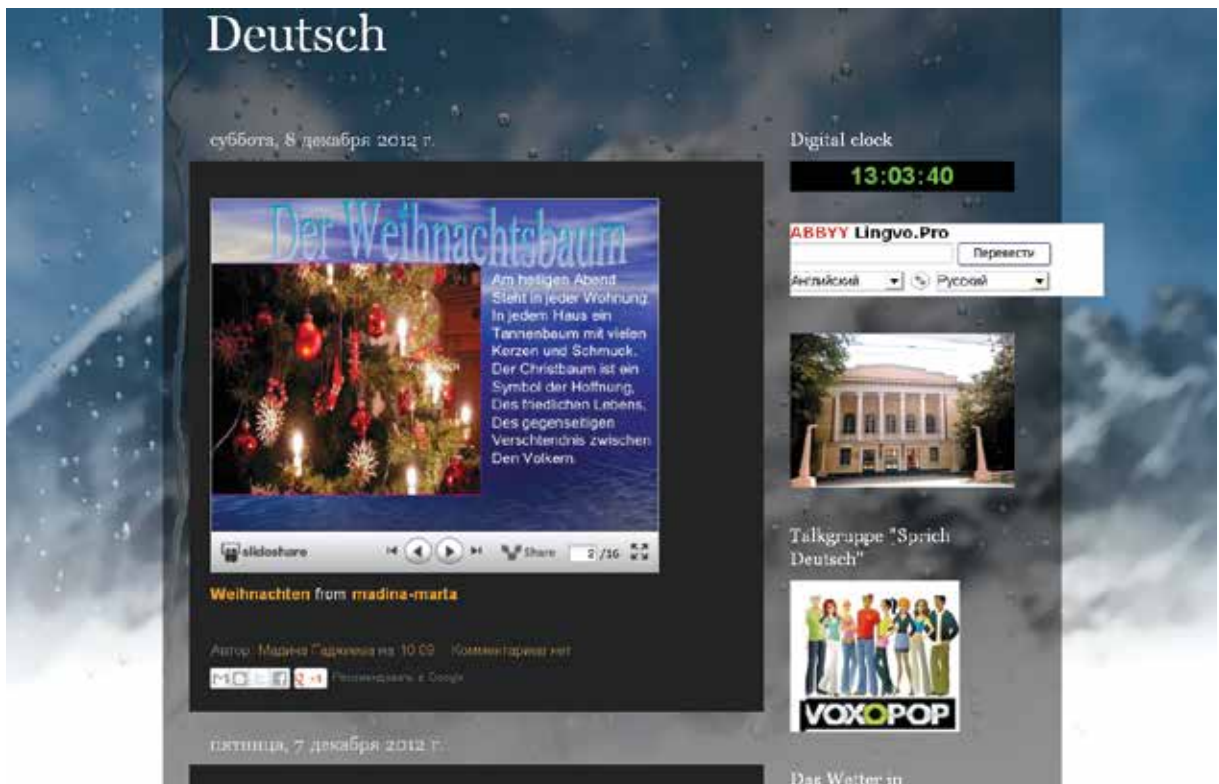 Deutsch
суббота, 8 декабря 2012 г.
Der Weihnachtsbaum
Am heiligen Abend
Steht in jeder Wohnung,
In jedem Haus ein
Tannenbaum mit vielen
Kerzen und Schmuck.
Der Christbaum ist ein
Symbol der Hoffnung,
Des friedlichen Lebens,
Des gegenseitigen
Verschtendnis zwischen
Den Volkern.
slideshare
Share
2 /16
Weihnachten from madina-marta
Автор: Мадина Гаджиева на 10:09 Комментариев нет
Рекомендовать в Google
пятница, 7 декабря 2012 г.
Digital clock
13:03:40
ABBYY Lingvo.Pro
Перевести
Английский Русский
Talkgruppe "Sprich
Deutsch"
VOXOPOP
Das Wetter in